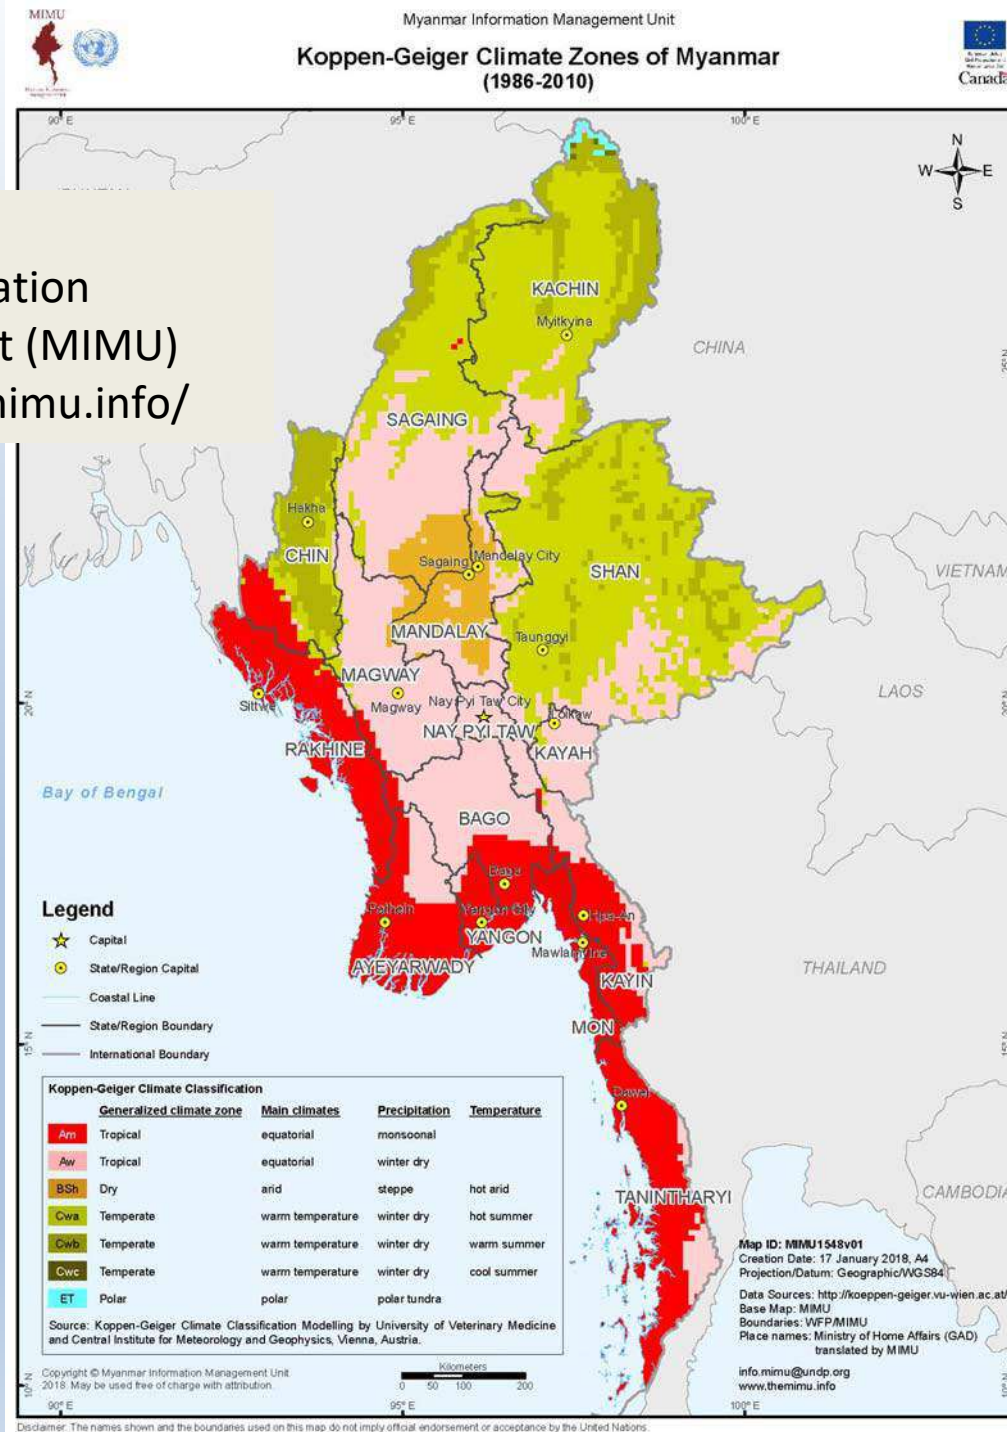 MIMU
Myanmar Information Management Unit
Koppen-Geiger Climate Zones of Myanmar
(1986-2010)
Canada
90° E
95° E
100° E
N
W
E
S
ation
t (MIMU)
nimu.info/
KACHIN
Myitkyina
CHINA
25° N
SAGAING
Hakha
CHIN
Sagaing
Mandalay City
SHAN
VIETNAM
MANDALAY
Taunggyi
MAGWAY
LAOS
20° N
Sittwe
Magway
Nay Pyi Taw City
Loikaw
NAY PYI TAW
RAKHINE
KAYAH
Bay of Bengal
BAGO
Bago
Legend
Capital
State/Region Capital
Coastal Line
State/Region Boundary
International Boundary
Pathein
Yangon City
Hpa-An
YANGON
Mawlamyine
AYEYARWADY
KAYIN
THAILAND
MON
15° N
15° N
Dawei
TANINTHARYI
CAMBODIA
Koppen-Geiger Climate Classification
Generalized climate zone Main climates Precipitation Temperature
Am Tropical equatorial monsoonal
Aw Tropical equatorial winter dry
BSh Dry arid steppe hot arid
Cwa Temperate warm temperature winter dry hot summer
Cwb Temperate warm temperature winter dry warm summer
Cwc Temperate warm temperature winter dry cool summer
ET Polar polar polar tundra
Source: Koppen-Geiger Climate Classification Modelling by University of Veterinary Medicine
and Central Institute for Meteorology and Geophysics, Vienna, Austria.
Map ID: MIMU1548v01
Creation Date: 17 January 2018, A4
Projection/Datum: Geographic/WGS84
Data Sources: http://koeppen-geiger.vu-wien.ac.at/
Base Map: MIMU
Boundaries: WFP/MIMU
Place names: Ministry of Home Affairs (GAD)
translated by MIMU
info.mimu@undp.org
www.themimu.info
Copyright © Myanmar Information Management Unit
2018. May be used free of charge with attribution.
Kilometers
0 50 100 200
10° N
90° E
95° E
100° E
Disclaimer: The names shown and the boundaries used on this map do not imply official endorsement or acceptance by the United Nations.